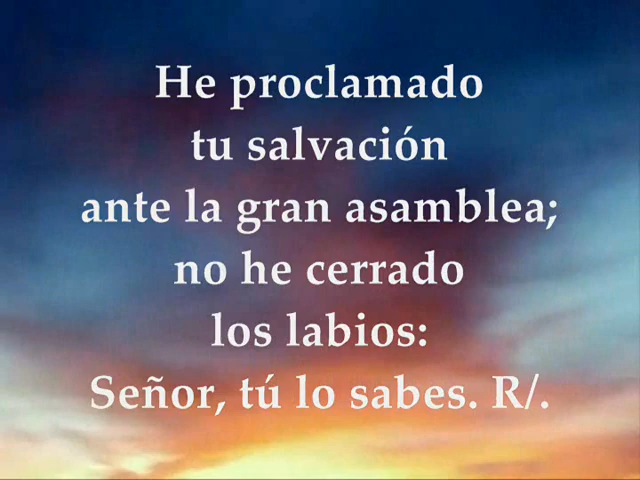 He proclamado
tu salvación
ante la gran asamblea;
no he cerrado
los labios:
Señor, tú lo sabes. R/.